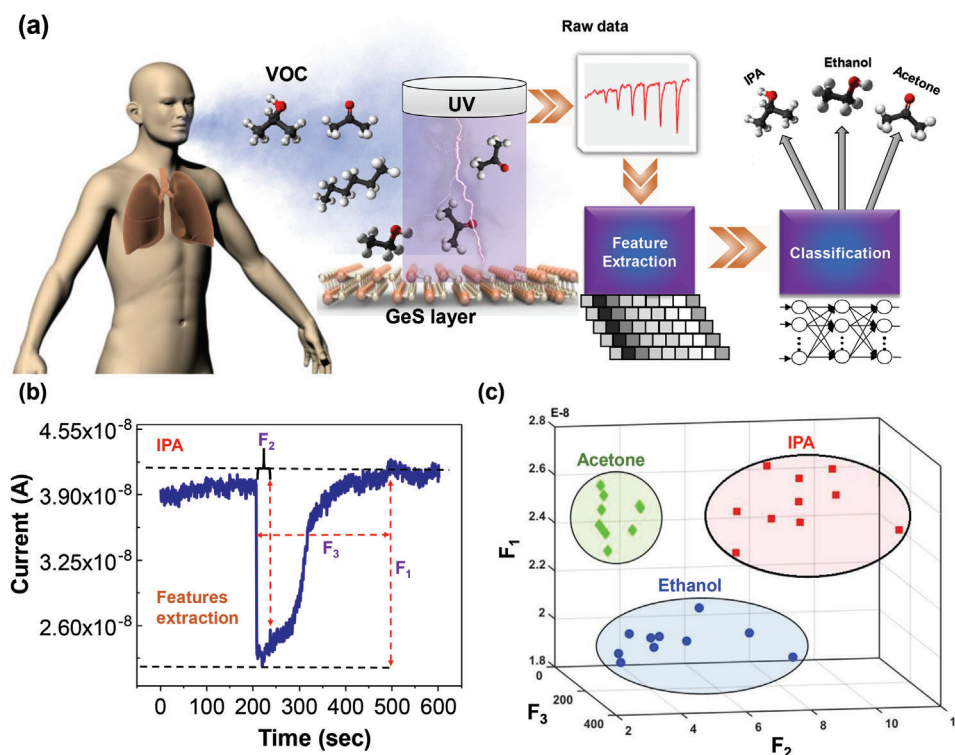 (a)
VOC
UV
GeS layer
Raw data
Feature
Extraction
Classification
IPA
Ethanol
Acetone
(b)
4.55x10⁻⁸
3.90x10⁻⁸
3.25x10⁻⁸
2.60x10⁻⁸
Current (A)
IPA
F₂
F₃
F₁
Features
extraction
0 100 200 300 400 500 600
Time (sec)
(c)
E-8
2.8
2.6
2.4
2.2
2
1.8
F₁
Acetone
IPA
Ethanol
0
200
400
F₃
2 4 6 8 10 1
F₂